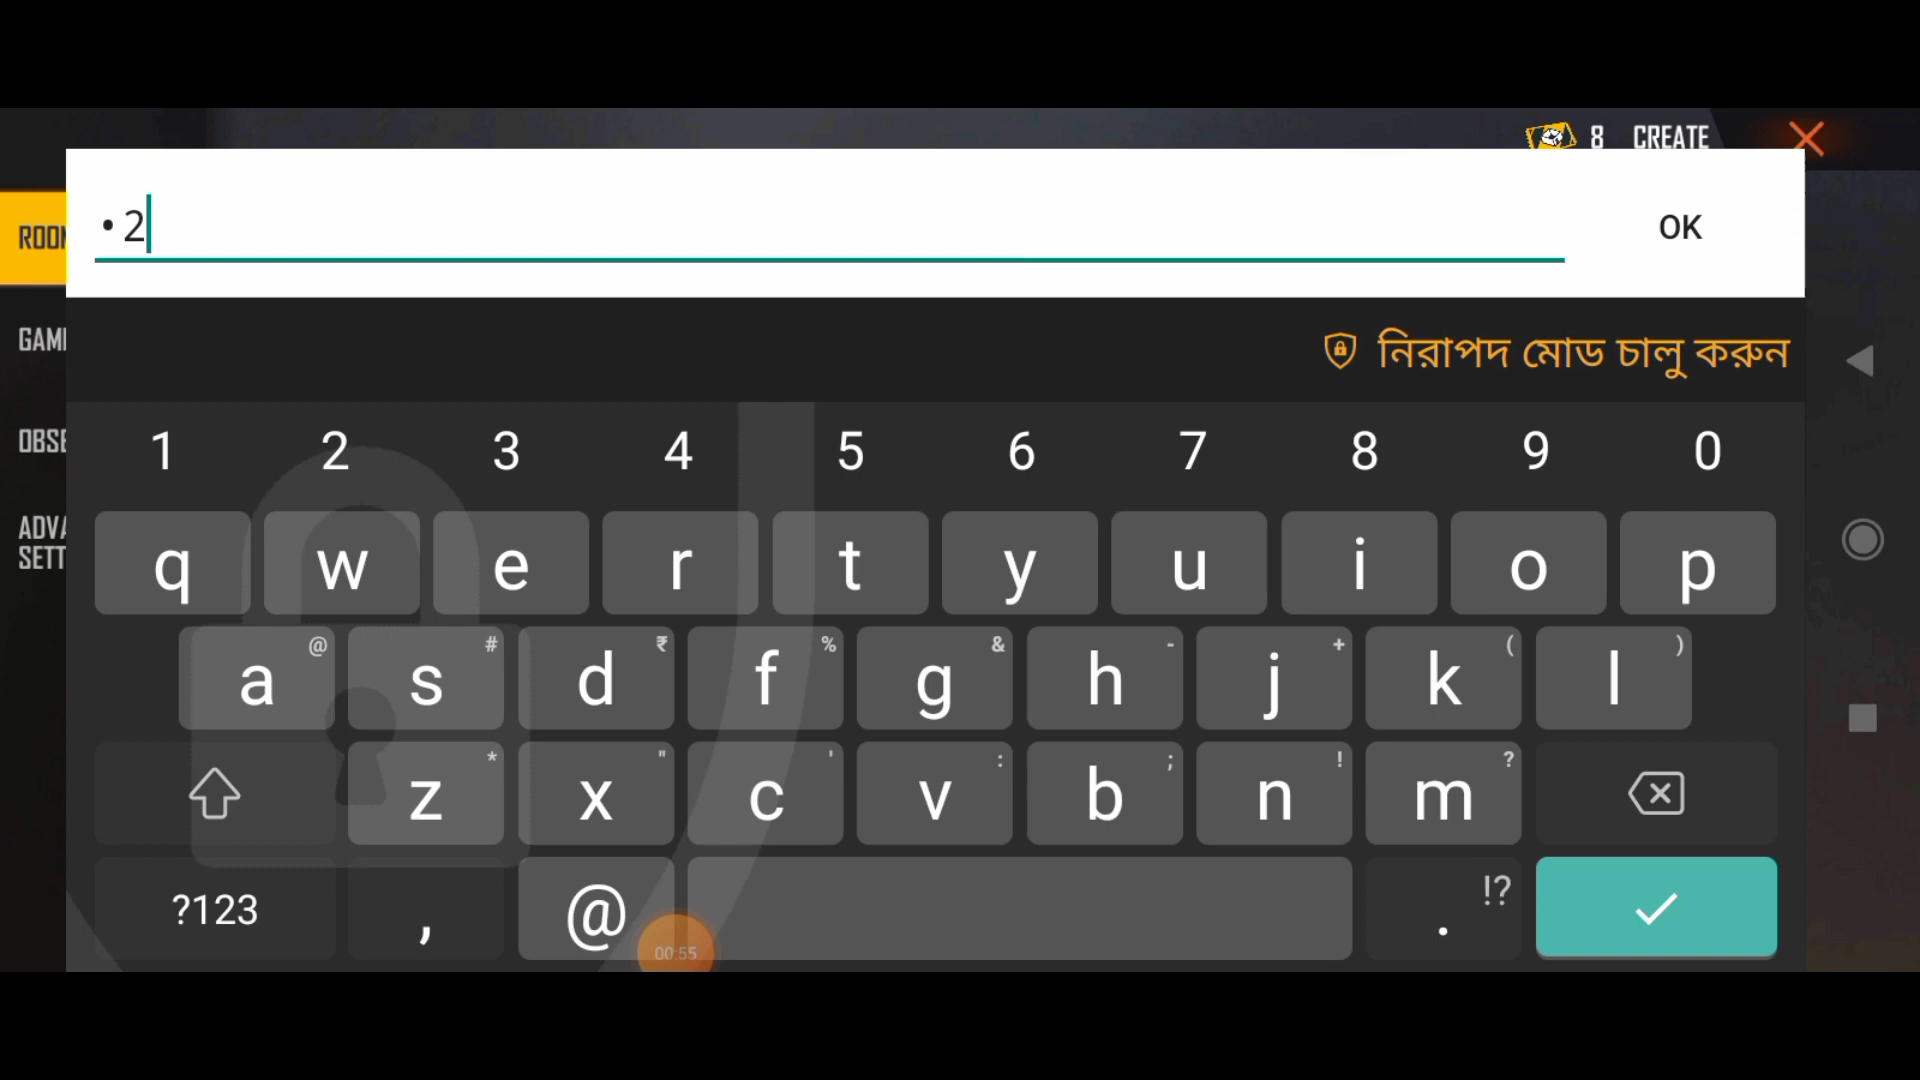 8 CREATE
• 2
OK
ROOM
GAM
OBSE
ADVA
SETT
নিরাপদ মোড চালু করুন
1 2 3 4 5 6 7 8 9 0
q w e r t y u i o p
@ # ₹ % & - + ( )
a s d f g h j k l
* " ' : ; ! ?
z x c v b n m
!?
?123 , @ .
00:55